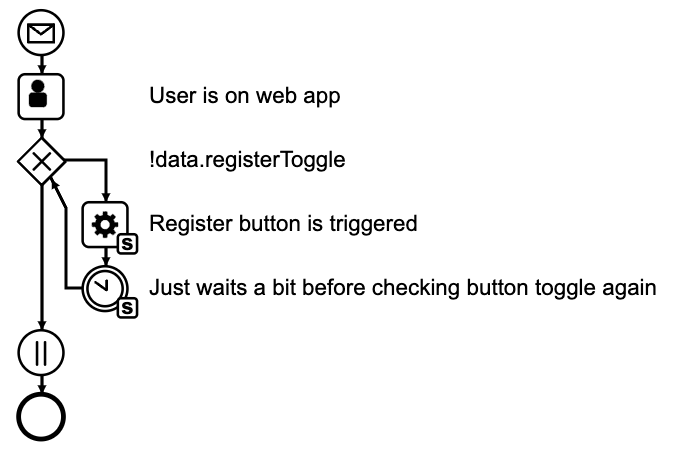 User is on web app
!data.registerToggle
Register button is triggered
S
Just waits a bit before checking button toggle again
S